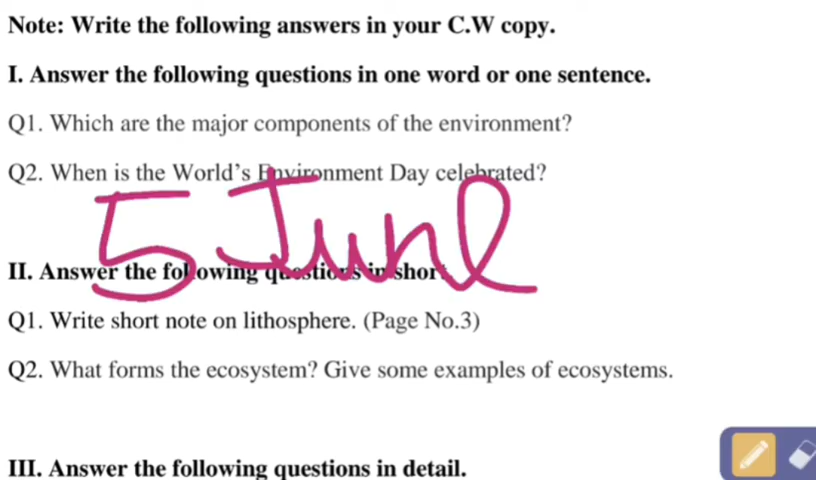 Note: Write the following answers in your C.W copy.
I. Answer the following questions in one word or one sentence.
Q1. Which are the major components of the environment?
Q2. When is the World's Environment Day celebrated?
5 June
II. Answer the following questions in short.
Q1. Write short note on lithosphere. (Page No.3)
Q2. What forms the ecosystem? Give some examples of ecosystems.
III. Answer the following questions in detail.